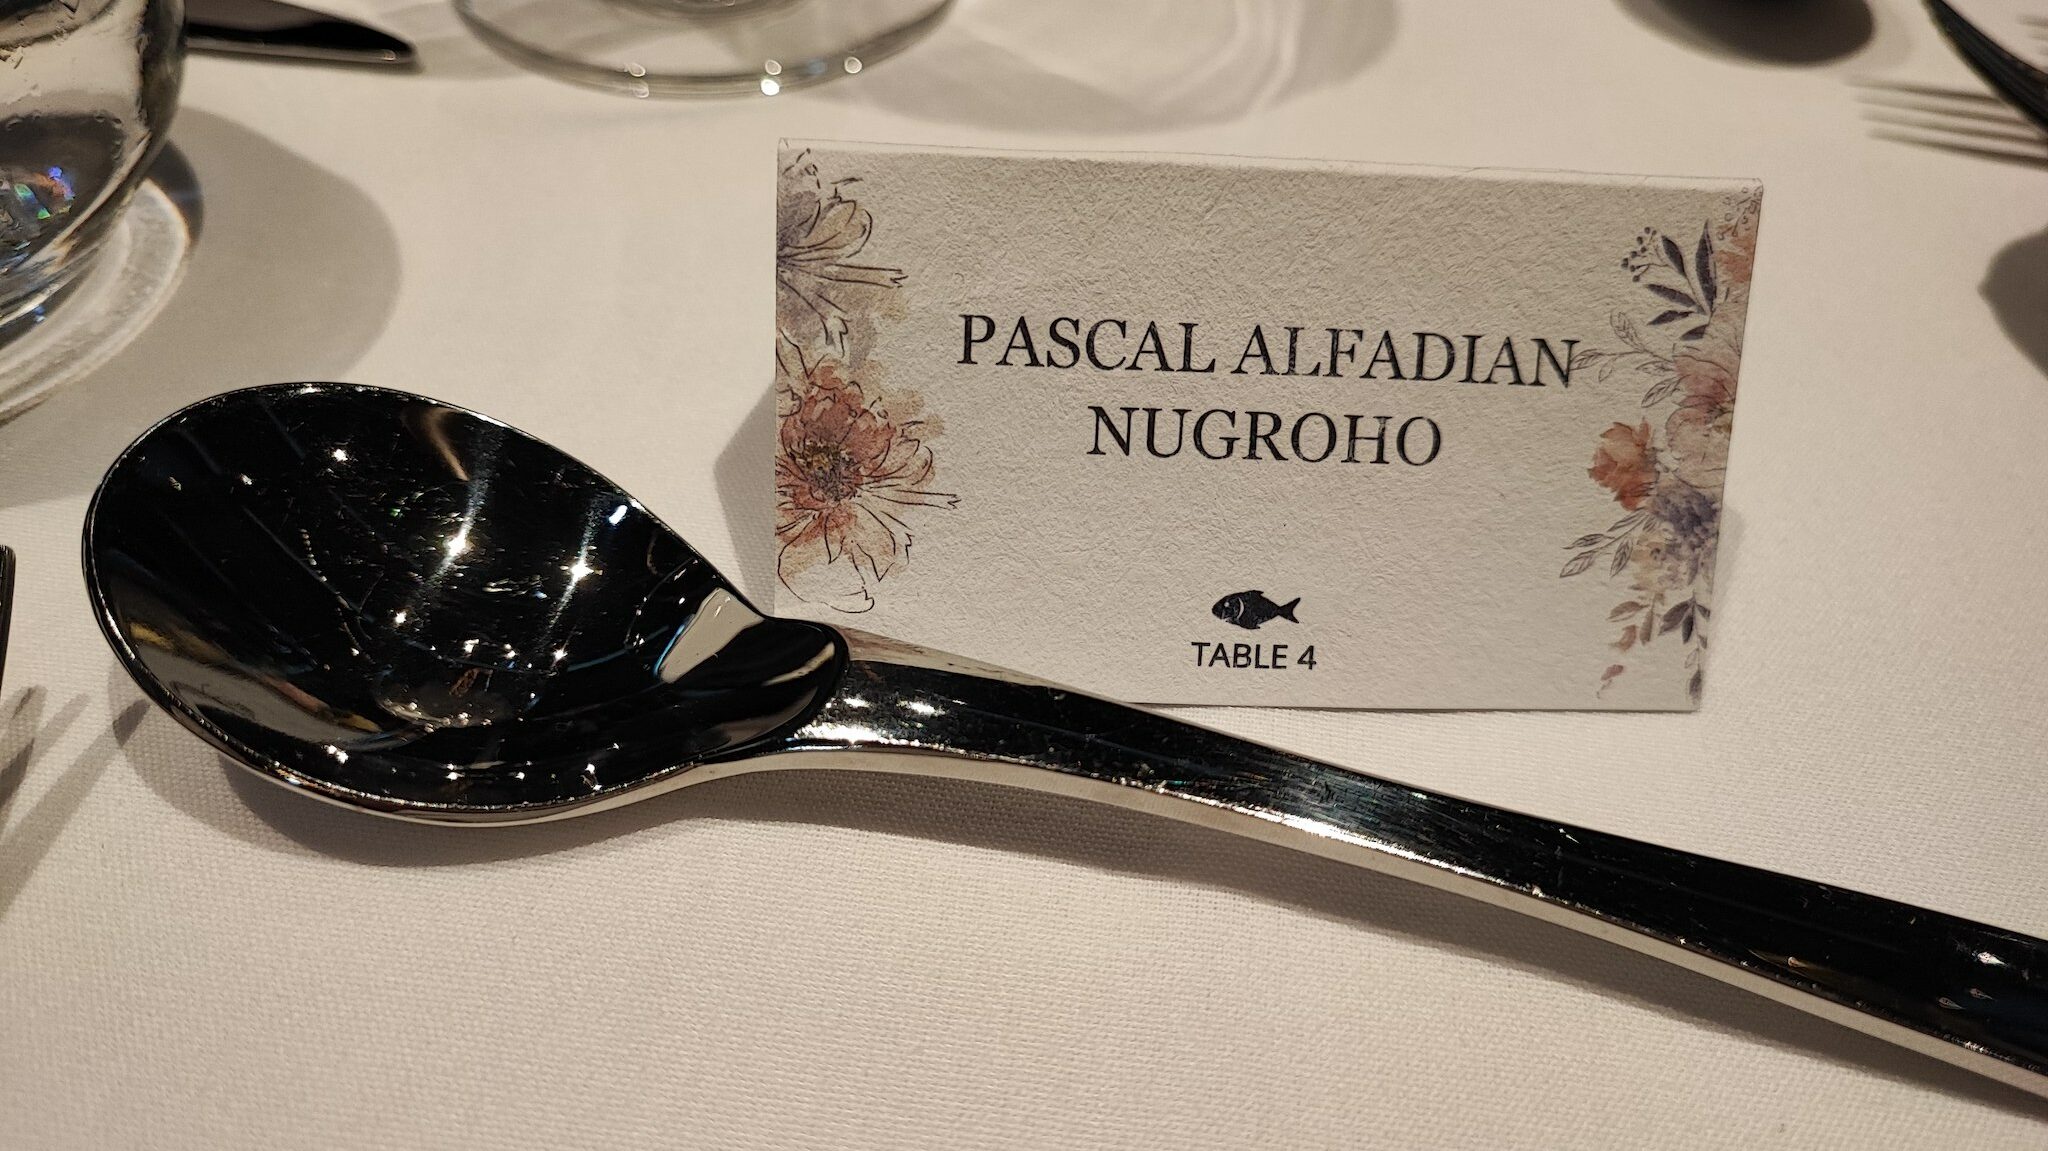 PASCAL ALFADIAN
NUGROHO
TABLE 4